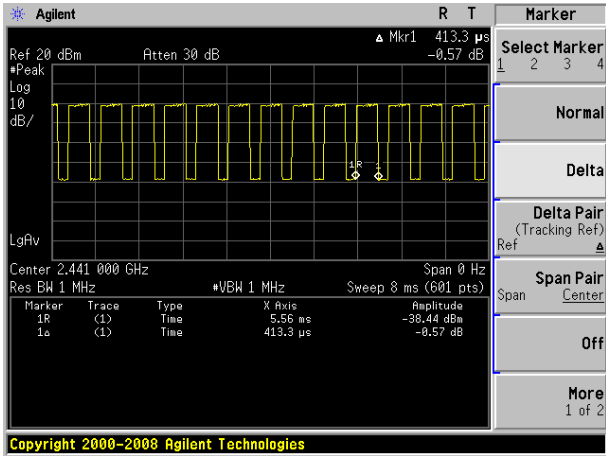 Agilent R T Marker
Δ Mkr1 413.3 µs
Ref 20 dBm Atten 30 dB -0.57 dB
#Peak
Log
10
dB/
1R 1
LgAv
Center 2.441 000 GHz Span 0 Hz
Res BW 1 MHz #VBW 1 MHz Sweep 8 ms (601 pts)
Marker Trace Type X Axis Amplitude
1R (1) Time 5.56 ms -38.44 dBm
1Δ (1) Time 413.3 µs -0.57 dB
Select Marker
1 2 3 4
Normal
Delta
Delta Pair
(Tracking Ref)
Ref Δ
Span Pair
Span Center
Off
More
1 of 2
Copyright 2000-2008 Agilent Technologies